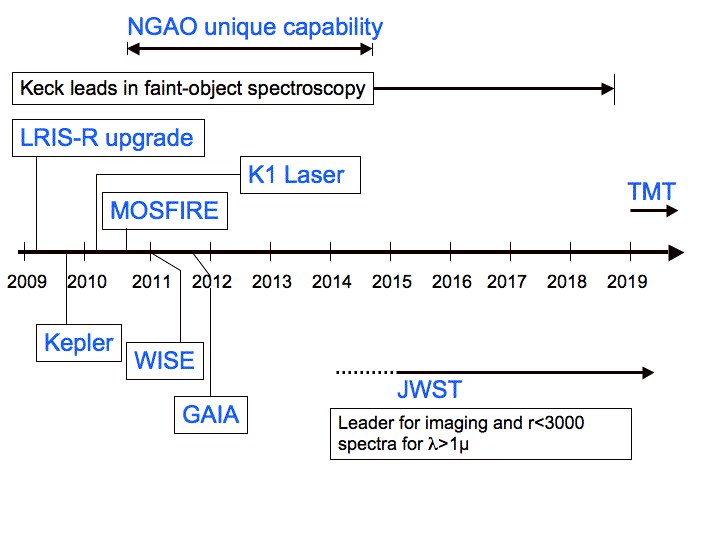 NGAO unique capability
Keck leads in faint-object spectroscopy
LRIS-R upgrade
K1 Laser
TMT
MOSFIRE
2009 2010 2011 2012 2013 2014 2015 2016 2017 2018 2019
Kepler
WISE
JWST
GAIA
Leader for imaging and r<3000
spectra for λ>1μ